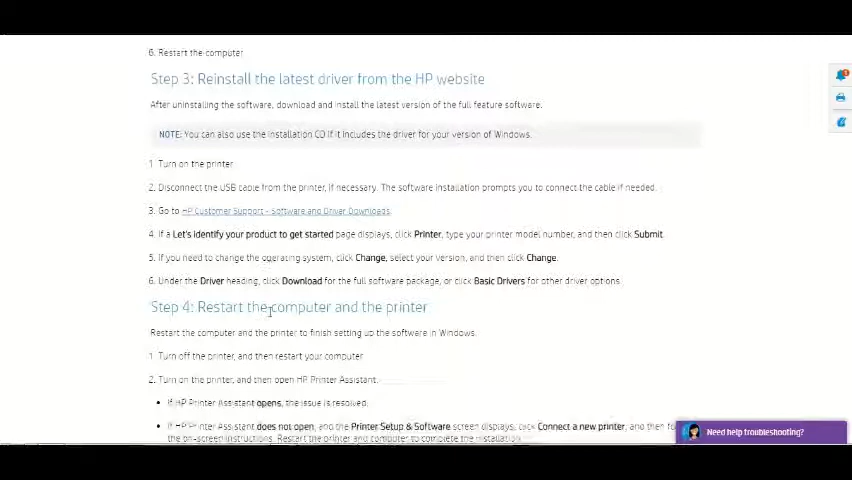 6. Restart the computer
Step 3: Reinstall the latest driver from the HP website
After uninstalling the software, download and install the latest version of the full feature software.
NOTE: You can also use the installation CD if it includes the driver for your version of Windows.
1. Turn on the printer
2. Disconnect the USB cable from the printer, if necessary. The software installation prompts you to connect the cable if needed.
3. Go to HP Customer Support - Software and Driver Downloads.
4. If a Let's identify your product to get started page displays, click Printer, type your printer model number, and then click Submit.
5. If you need to change the operating system, click Change, select your version, and then click Change.
6. Under the Driver heading, click Download for the full software package, or click Basic Drivers for other driver options.
Step 4: Restart the computer and the printer
Restart the computer and the printer to finish setting up the software in Windows.
1. Turn off the printer, and then restart your computer
2. Turn on the printer, and then open HP Printer Assistant.
• If HP Printer Assistant opens, the issue is resolved.
• If HP Printer Assistant does not open, and the Printer Setup & Software screen displays, click Connect a new printer, and then fo
the on-screen instructions. Restart the printer and computer to complete the installation.
Need help troubleshooting?